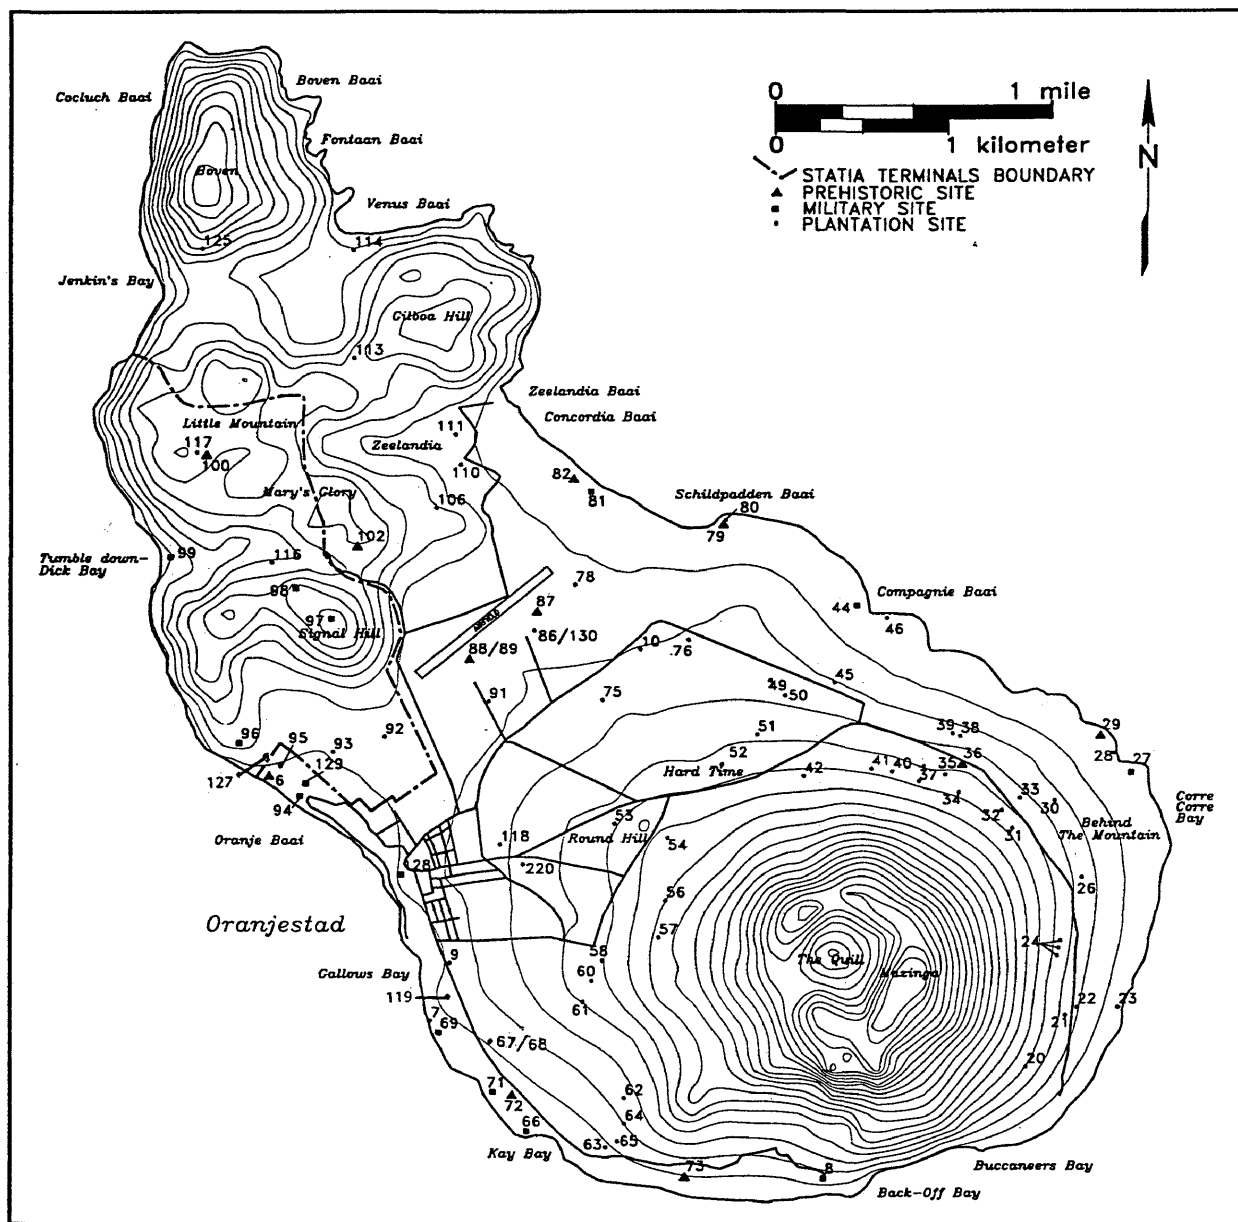 Boven Baai
Cocluch Baai
Fontaan Baai
Boven
Venus Baai
125
114
Jenkin's Bay
Gilboa Hill
113
0 1 mile
0 1 kilometer
N
STATIA TERMINALS BOUNDARY
PREHISTORIC SITE
MILITARY SITE
PLANTATION SITE
Zeelandia Baai
Concordia Baai
Little Mountain
111
Zeelandia
117
100
110
82
81
Mary's Glory
106
Schildpadden Baai
80
79
102
99
Tumble down-
Dick Bay
116
98
78
87
Compagnie Baai
44
46
97
Signal Hill
AIRFIELD
86/130
10
76
88/89
45
49
50
91
75
96
95
92
93
51
39
38
29
28
129
127
4
6
52
Hard Time
42
41
40
37
35
36
27
94
34
33
30
32
31
Corre
Corre
Bay
Behind
The Mountain
Oranje Baai
53
Round Hill
54
118
128
220
26
56
Oranjestad
57
24
58
The Quill
Mazinga
9
Gallows Bay
60
119
61
22
23
21
7
69
67/68
20
71
72
62
64
66
63
65
Kay Bay
73
8
Buccaneers Bay
Back-Off Bay